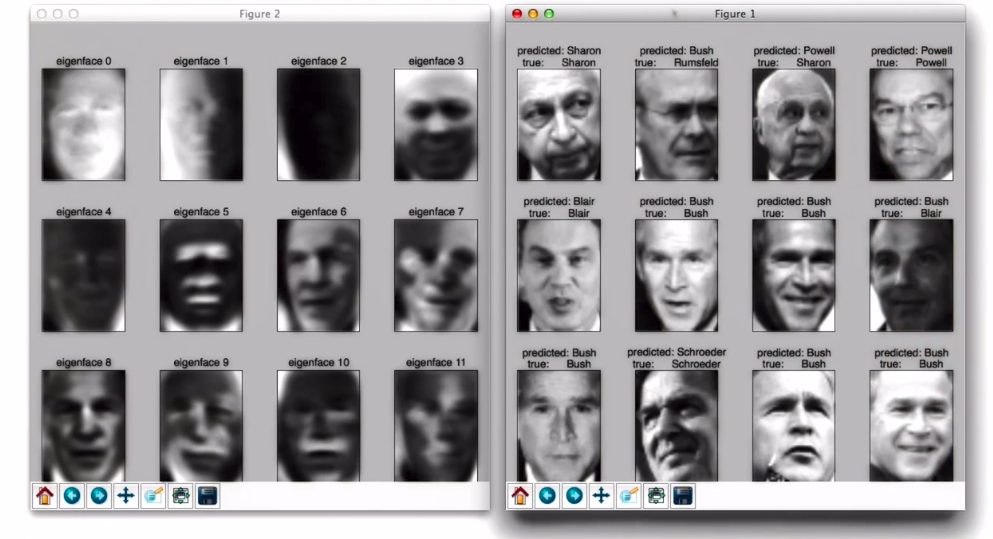 Figure 2
eigenface 0 eigenface 1 eigenface 2 eigenface 3
eigenface 4 eigenface 5 eigenface 6 eigenface 7
eigenface 8 eigenface 9 eigenface 10 eigenface 11
Figure 1
predicted: Sharon predicted: Bush predicted: Powell predicted: Powell
true: Sharon true: Rumsfeld true: Sharon true: Powell
predicted: Blair predicted: Bush predicted: Bush predicted: Bush
true: Blair true: Bush true: Bush true: Blair
predicted: Bush predicted: Schroeder predicted: Bush predicted: Bush
true: Bush true: Schroeder true: Bush true: Bush